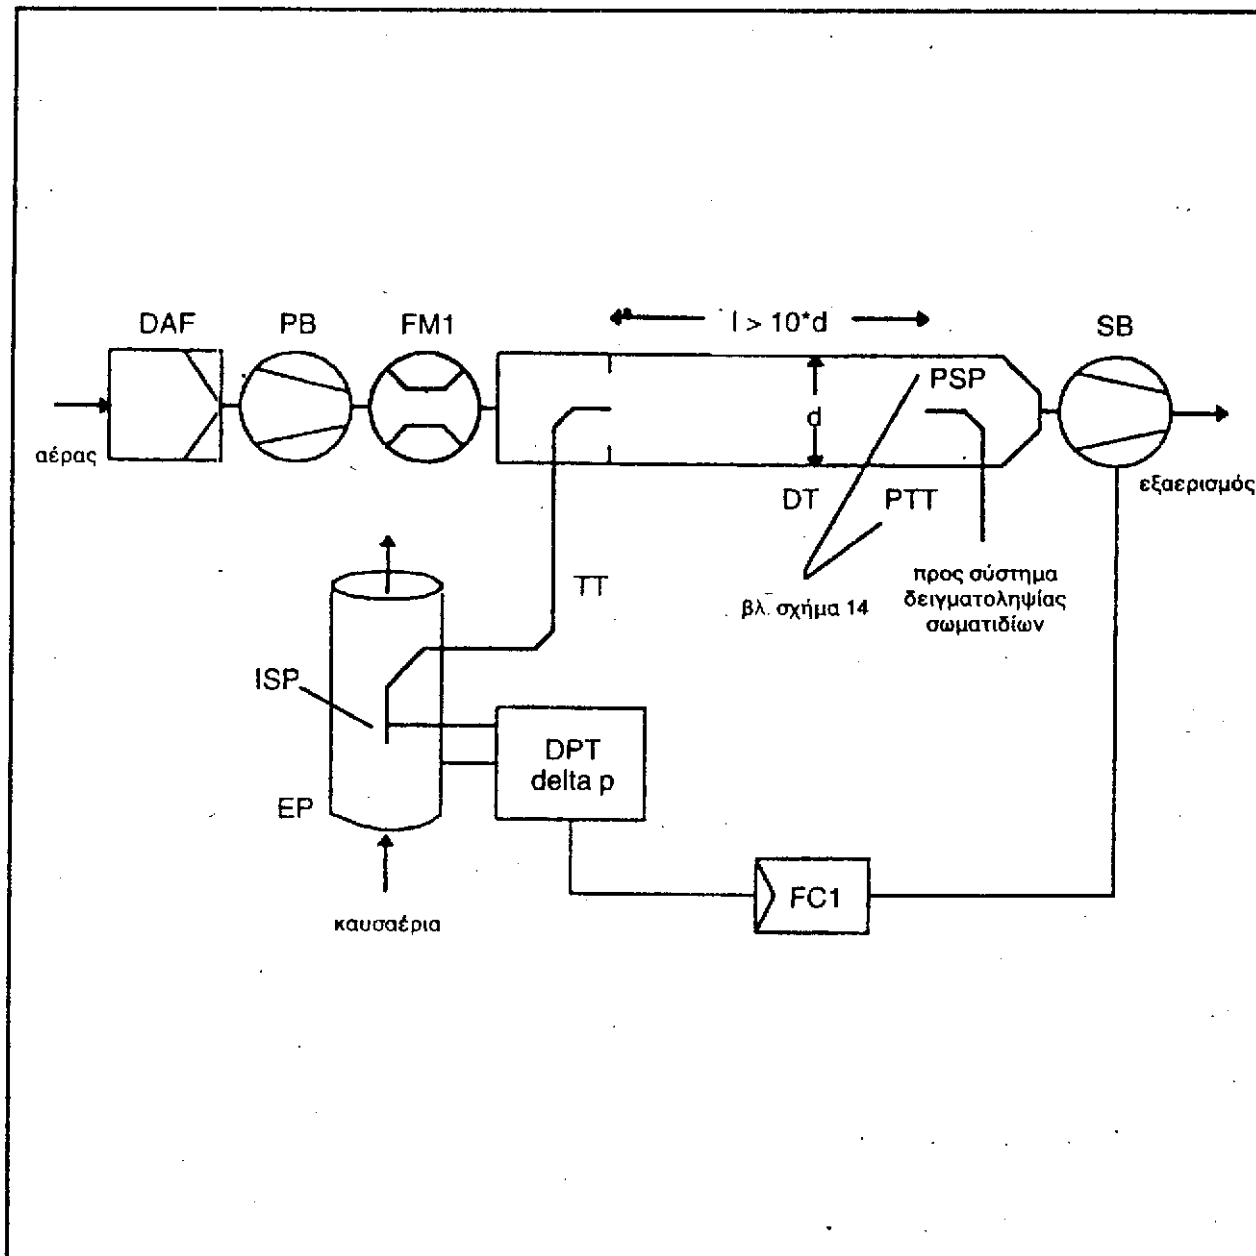 DAF
PB
FM1
l > 10*d
SB
PSP
d
αέρας
εξαερισμός
DT
PTT
TT
προς σύστημα
δειγματοληψίας
σωματιδίων
βλ. σχήμα 14
ISP
DPT
delta p
EP
FC1
καυσαέρια